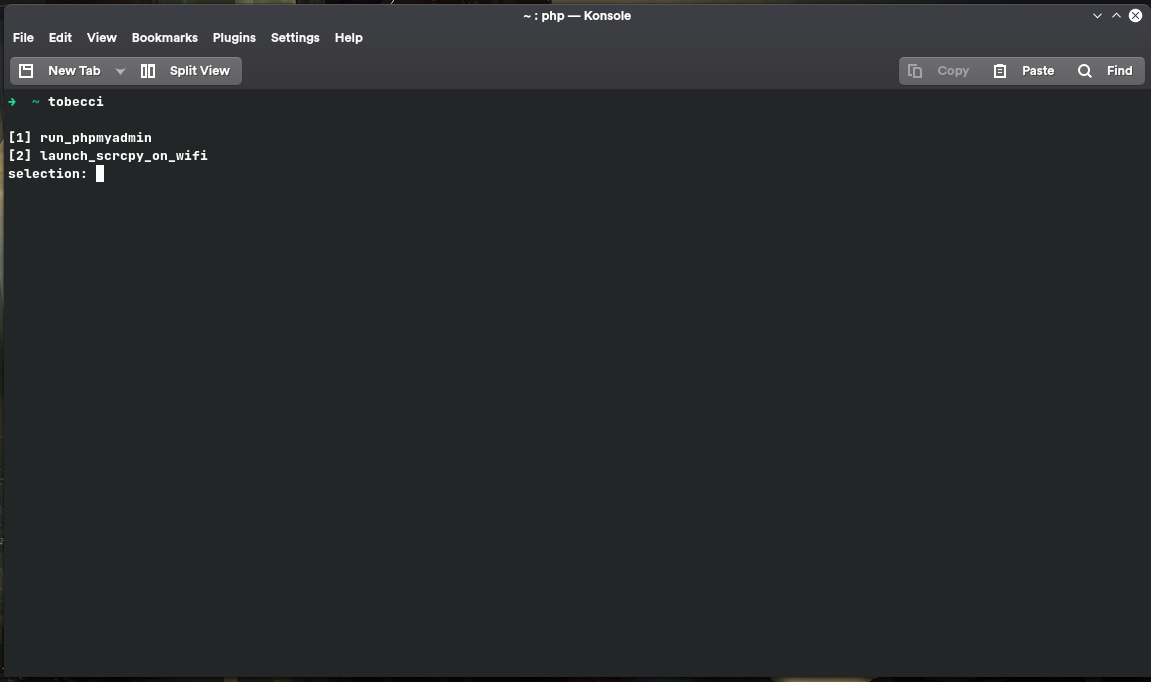 ~ : php — Konsole
File Edit View Bookmarks Plugins Settings Help
New Tab Split View Copy Paste Find
➜ ~ tobecci
[1] run_phpmyadmin
[2] launch_scrcpy_on_wifi
selection: